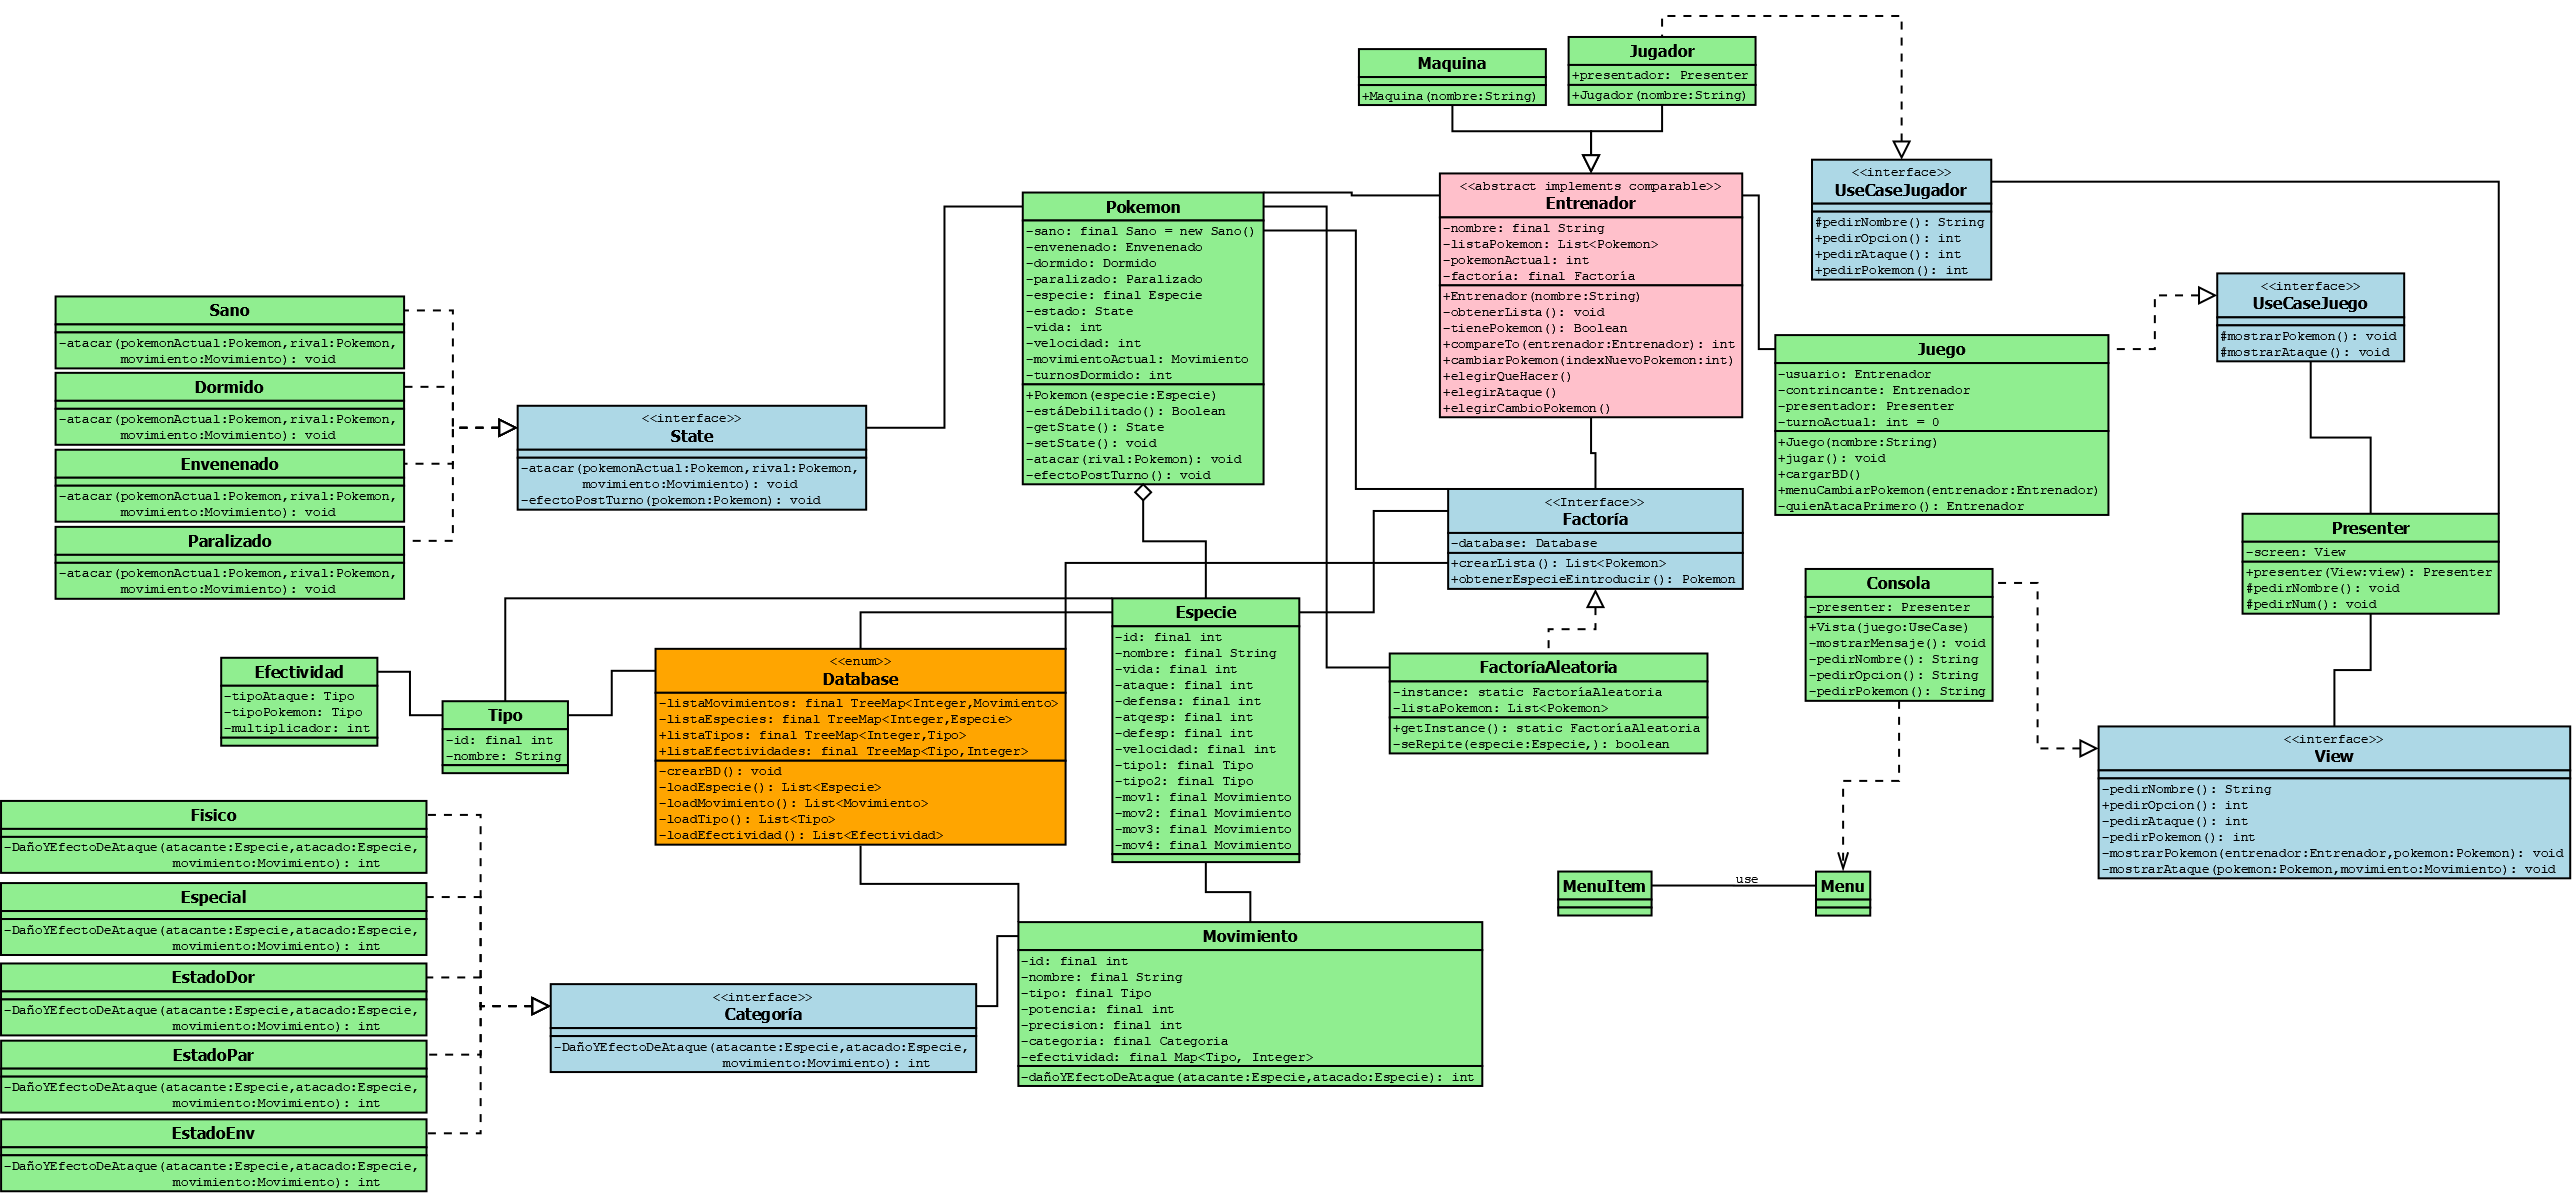 Maquina
+Maquina(nombre:String)
Jugador
+presentador: Presenter
+Jugador(nombre:String)
<<abstract implements comparable>>
Entrenador
-nombre: final String
-listaPokemon: List<Pokemon>
-pokemonActual: int
-factoría: final Factoría
+Entrenador(nombre:String)
-obtenerLista(): void
-tienePokemon(): Boolean
+compareTo(entrenador:Entrenador): int
+cambiarPokemon(indexNuevoPokemon:int)
+elegirQueHacer()
+elegirAtaque()
+elegirCambioPokemon()
<<interface>>
UseCaseJugador
#pedirNombre(): String
+pedirOpcion(): int
+pedirAtaque(): int
+pedirPokemon(): int
Pokemon
-sano: final Sano = new Sano()
-envenenado: Envenenado
-dormido: Dormido
-paralizado: Paralizado
-especie: final Especie
-estado: State
-vida: int
-velocidad: int
-movimientoActual: Movimiento
-turnosDormido: int
+Pokemon(especie:Especie)
-estáDebilitado(): Boolean
-getState(): State
-setState(): void
-atacar(rival:Pokemon): void
-efectoPostTurno(): void
<<interface>>
UseCaseJuego
#mostrarPokemon(): void
#mostrarAtaque(): void
Sano
-atacar(pokemonActual:Pokemon,rival:Pokemon,
movimiento:Movimiento): void
Dormido
-atacar(pokemonActual:Pokemon,rival:Pokemon,
movimiento:Movimiento): void
Envenenado
-atacar(pokemonActual:Pokemon,rival:Pokemon,
movimiento:Movimiento): void
Paralizado
-atacar(pokemonActual:Pokemon,rival:Pokemon,
movimiento:Movimiento): void
<<interface>>
State
-atacar(pokemonActual:Pokemon,rival:Pokemon,
movimiento:Movimiento): void
-efectoPostTurno(pokemon:Pokemon): void
Juego
-usuario: Entrenador
-contrincante: Entrenador
-presentador: Presenter
-turnoActual: int = 0
+Juego(nombre:String)
+jugar(): void
+cargarBD()
+menuCambiarPokemon(entrenador:Entrenador)
-quienAtacaPrimero(): Entrenador
<<Interface>>
Factoría
-database: Database
+crearLista(): List<Pokemon>
+obtenerEspecieEintroducir(): Pokemon
Presenter
-screen: View
+presenter(View:view): Presenter
#pedirNombre(): void
#pedirNum(): void
Consola
-presenter: Presenter
+Vista(juego:UseCase)
-mostrarMensaje(): void
-pedirNombre(): String
-pedirOpcion(): String
-pedirPokemon(): String
Especie
-id: final int
-nombre: final String
-vida: final int
-ataque: final int
-defensa: final int
-atqesp: final int
-defesp: final int
-velocidad: final int
-tipo1: final Tipo
-tipo2: final Tipo
-mov1: final Movimiento
-mov2: final Movimiento
-mov3: final Movimiento
-mov4: final Movimiento
Efectividad
-tipoAtaque: Tipo
-tipoPokemon: Tipo
-multiplicador: int
Tipo
-id: final int
-nombre: String
<<enum>>
Database
-listaMovimientos: final TreeMap<Integer,Movimiento>
-listaEspecies: final TreeMap<Integer,Especie>
+listaTipos: final TreeMap<Integer,Tipo>
+listaEfectividades: final TreeMap<Tipo,Integer>
-crearBD(): void
-loadEspecie(): List<Especie>
-loadMovimiento(): List<Movimiento>
-loadTipo(): List<Tipo>
-loadEfectividad(): List<Efectividad>
FactoríaAleatoria
-instance: static FactoríaAleatoria
-listaPokemon: List<Pokemon>
+getInstance(): static FactoríaAleatoria
-seRepite(especie:Especie,): boolean
<<interface>>
View
-pedirNombre(): String
+pedirOpcion(): int
-pedirAtaque(): int
-pedirPokemon(): int
-mostrarPokemon(entrenador:Entrenador,pokemon:Pokemon): void
-mostrarAtaque(pokemon:Pokemon,movimiento:Movimiento): void
MenuItem
use
Menu
Fisico
-DañoYEfectoDeAtaque(atacante:Especie,atacado:Especie,
movimiento:Movimiento): int
Especial
-DañoYEfectoDeAtaque(atacante:Especie,atacado:Especie,
movimiento:Movimiento): int
EstadoDor
-DañoYEfectoDeAtaque(atacante:Especie,atacado:Especie,
movimiento:Movimiento): int
EstadoPar
-DañoYEfectoDeAtaque(atacante:Especie,atacado:Especie,
movimiento:Movimiento): int
EstadoEnv
-DañoYEfectoDeAtaque(atacante:Especie,atacado:Especie,
movimiento:Movimiento): int
<<interface>>
Categoría
-DañoYEfectoDeAtaque(atacante:Especie,atacado:Especie,
movimiento:Movimiento): int
Movimiento
-id: final int
-nombre: final String
-tipo: final Tipo
-potencia: final int
-precision: final int
-categoria: final Categoria
-efectividad: final Map<Tipo, Integer>
-dañoYEfectoDeAtaque(atacante:Especie,atacado:Especie): int